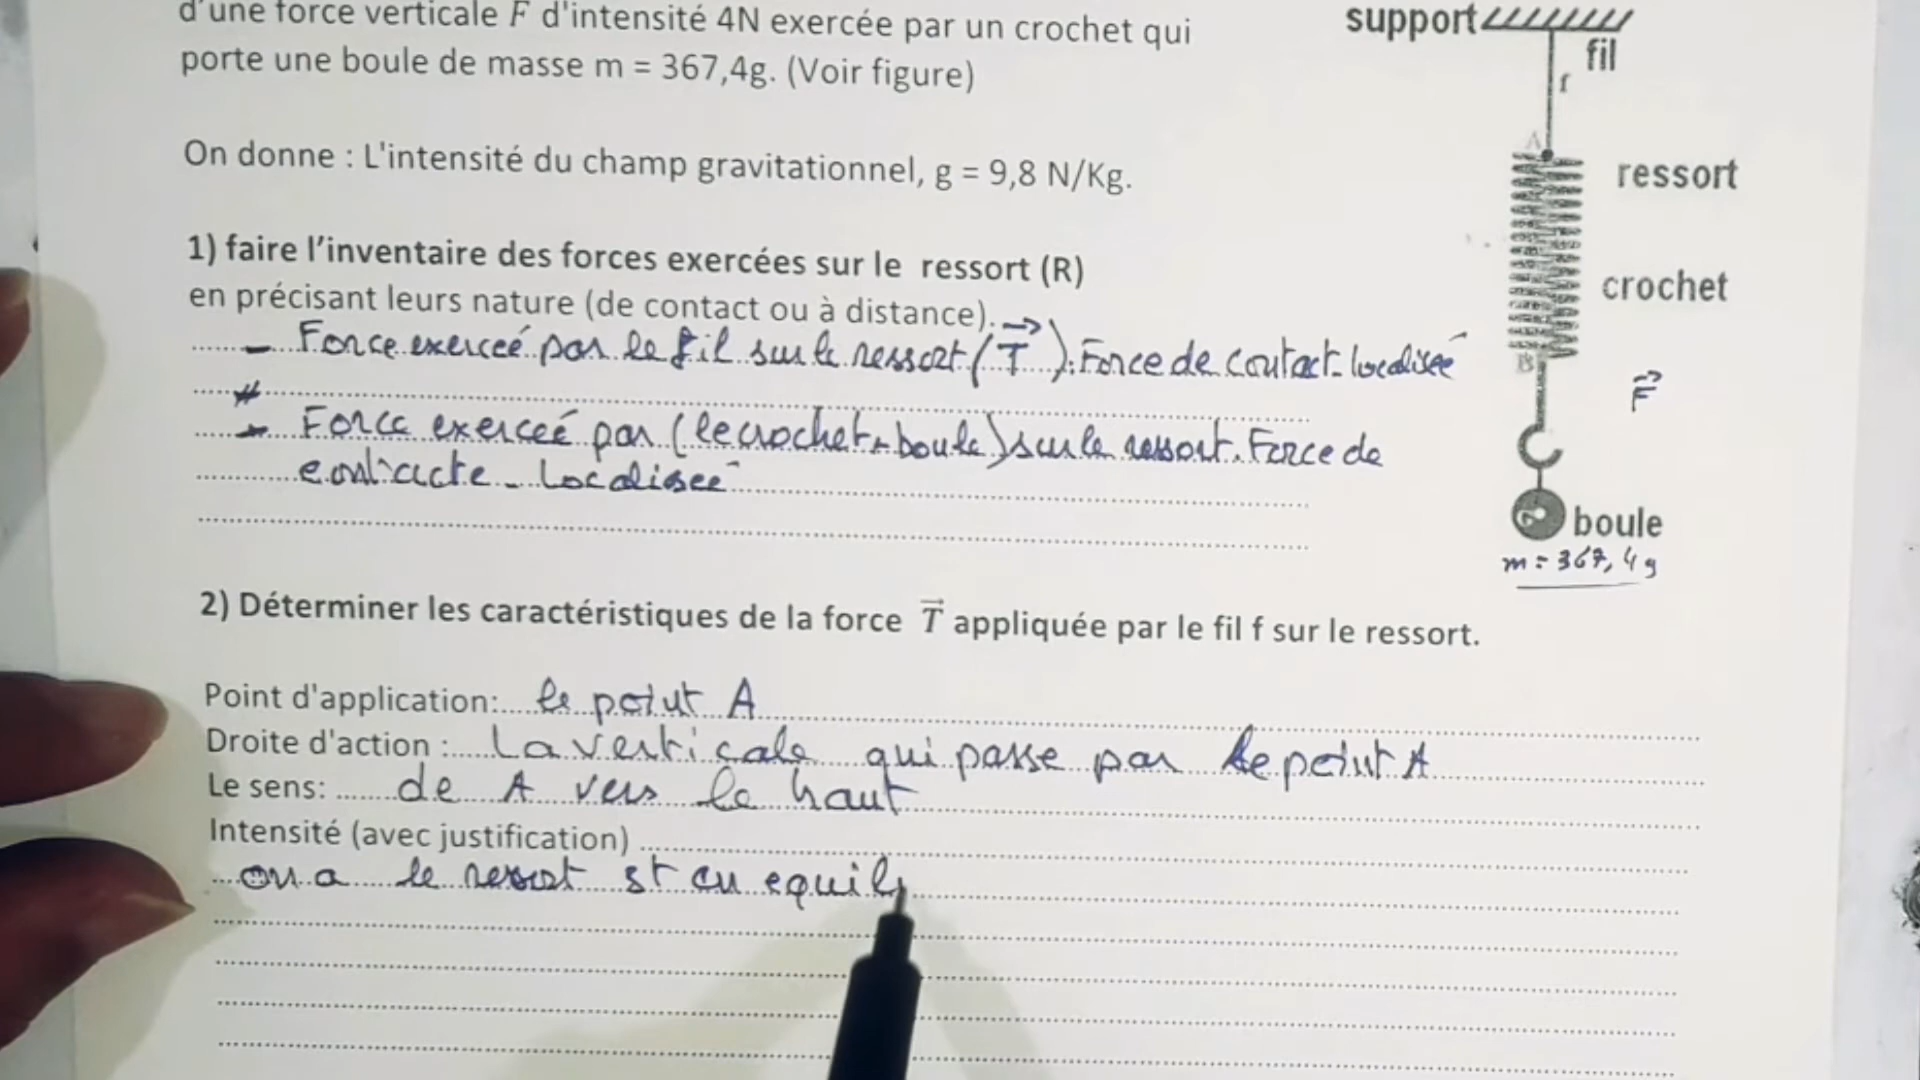 d'une force verticale F d'intensité 4N exercée par un crochet qui
porte une boule de masse m = 367,4g. (Voir figure)
On donne : L'intensité du champ gravitationnel, g = 9,8 N/Kg.
1) faire l'inventaire des forces exercées sur le ressort (R)
en précisant leurs nature (de contact ou à distance).
- Force exerceé par le fil sur le ressort (T). Force de contact localisée
- Force exerceé par (le crochet + boule) sur le ressort. Force de
contacte - Localiseé
2) Déterminer les caractéristiques de la force T appliquée par le fil f sur le ressort.
Point d'application: le point A
Droite d'action : La verticale qui passe par le point A
Le sens: de A vers le haut
Intensité (avec justification)
on a le ressort st en equili
support
fil
f
A
ressort
crochet
B
F
boule
m = 367,4g